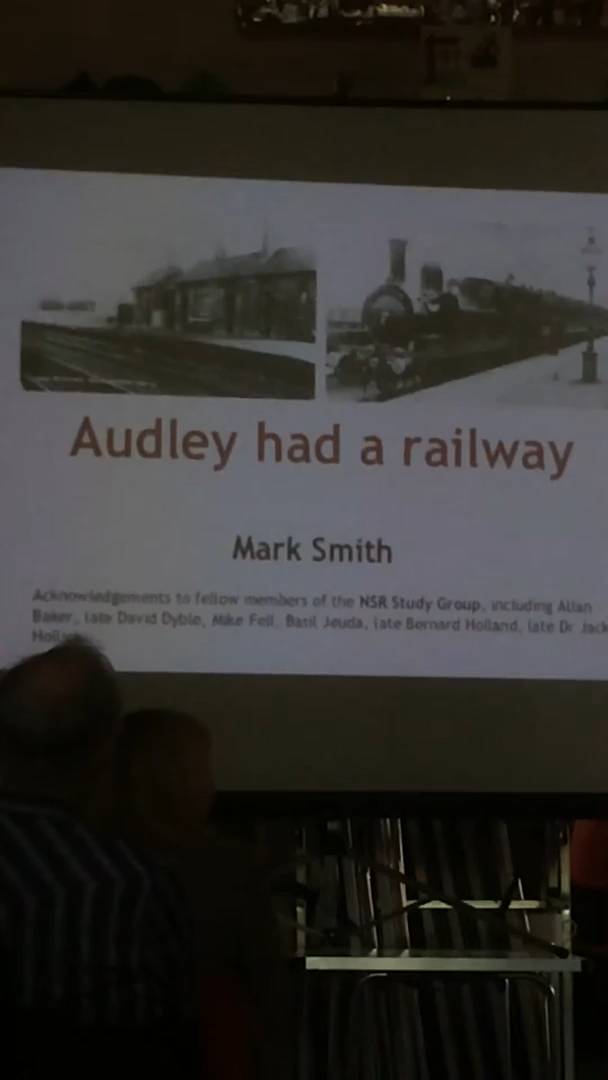 Audley had a railway
Mark Smith
Acknowledgements to fellow members of the NSR Study Group, including Allan
Baker, late David Dyble, Mike Fell, Basil Jeuda, late Bernard Holland, late Dr Jack